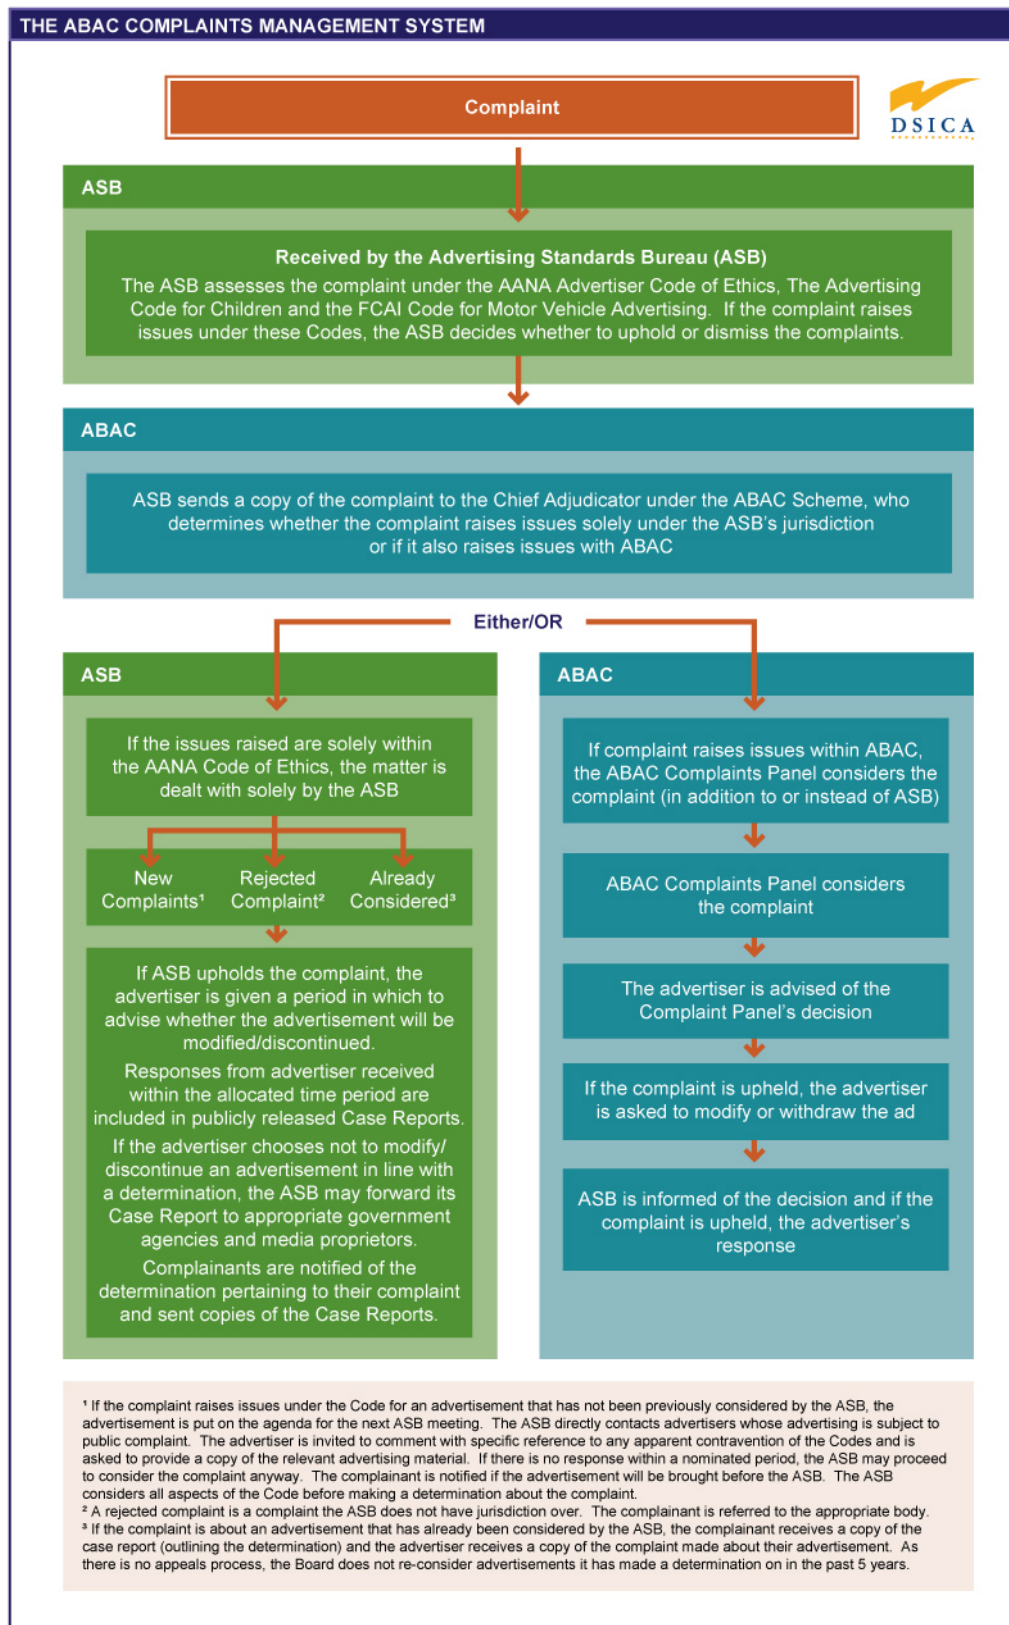 THE ABAC COMPLAINTS MANAGEMENT SYSTEM
Complaint
DSICA
ASB
Received by the Advertising Standards Bureau (ASB)
The ASB assesses the complaint under the AANA Advertiser Code of Ethics, The Advertising
Code for Children and the FCAI Code for Motor Vehicle Advertising. If the complaint raises
issues under these Codes, the ASB decides whether to uphold or dismiss the complaints.
ABAC
ASB sends a copy of the complaint to the Chief Adjudicator under the ABAC Scheme, who
determines whether the complaint raises issues solely under the ASB's jurisdiction
or if it also raises issues with ABAC
Either/OR
ASB
If the issues raised are solely within
the AANA Code of Ethics, the matter is
dealt with solely by the ASB
New
Complaints¹
Rejected
Complaint²
Already
Considered³
If ASB upholds the complaint, the
advertiser is given a period in which to
advise whether the advertisement will be
modified/discontinued.
Responses from advertiser received
within the allocated time period are
included in publicly released Case Reports.
If the advertiser chooses not to modify/
discontinue an advertisement in line with
a determination, the ASB may forward its
Case Report to appropriate government
agencies and media proprietors.
Complainants are notified of the
determination pertaining to their complaint
and sent copies of the Case Reports.
ABAC
If complaint raises issues within ABAC,
the ABAC Complaints Panel considers the
complaint (in addition to or instead of ASB)
ABAC Complaints Panel considers
the complaint
The advertiser is advised of the
Complaint Panel's decision
If the complaint is upheld, the advertiser
is asked to modify or withdraw the ad
ASB is informed of the decision and if the
complaint is upheld, the advertiser's
response
¹ If the complaint raises issues under the Code for an advertisement that has not been previously considered by the ASB, the
advertisement is put on the agenda for the next ASB meeting. The ASB directly contacts advertisers whose advertising is subject to
public complaint. The advertiser is invited to comment with specific reference to any apparent contravention of the Codes and is
asked to provide a copy of the relevant advertising material. If there is no response within a nominated period, the ASB may proceed
to consider the complaint anyway. The complainant is notified if the advertisement will be brought before the ASB. The ASB
considers all aspects of the Code before making a determination about the complaint.
² A rejected complaint is a complaint the ASB does not have jurisdiction over. The complainant is referred to the appropriate body.
³ If the complaint is about an advertisement that has already been considered by the ASB, the complainant receives a copy of the
case report (outlining the determination) and the advertiser receives a copy of the complaint made about their advertisement. As
there is no appeals process, the Board does not re-consider advertisements it has made a determination on in the past 5 years.